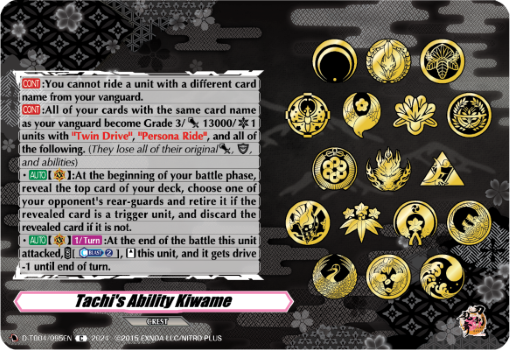 CONT:You cannot ride a unit with a different card
name from your vanguard.
CONT:All of your cards with the same card name
as your vanguard become Grade 3/ 13000/ 1
units with "Twin Drive", "Persona Ride", and all of
the following. (They lose all of their original , ,
and abilities)
・AUTO[ ]:At the beginning of your battle phase,
reveal the top card of your deck, choose one of
your opponent's rear-guards and retire it if the
revealed card is a trigger unit, and discard the
revealed card if it is not.
・AUTO[ ] 1/Turn :At the end of the battle this unit
attacked, [ BLAST 2 ], this unit, and it gets drive
-1 until end of turn.
Tachi's Ability Kiwame
CREST
D-TD04/095EN C 2024 ©2015 EXNOA LLC/NITRO PLUS